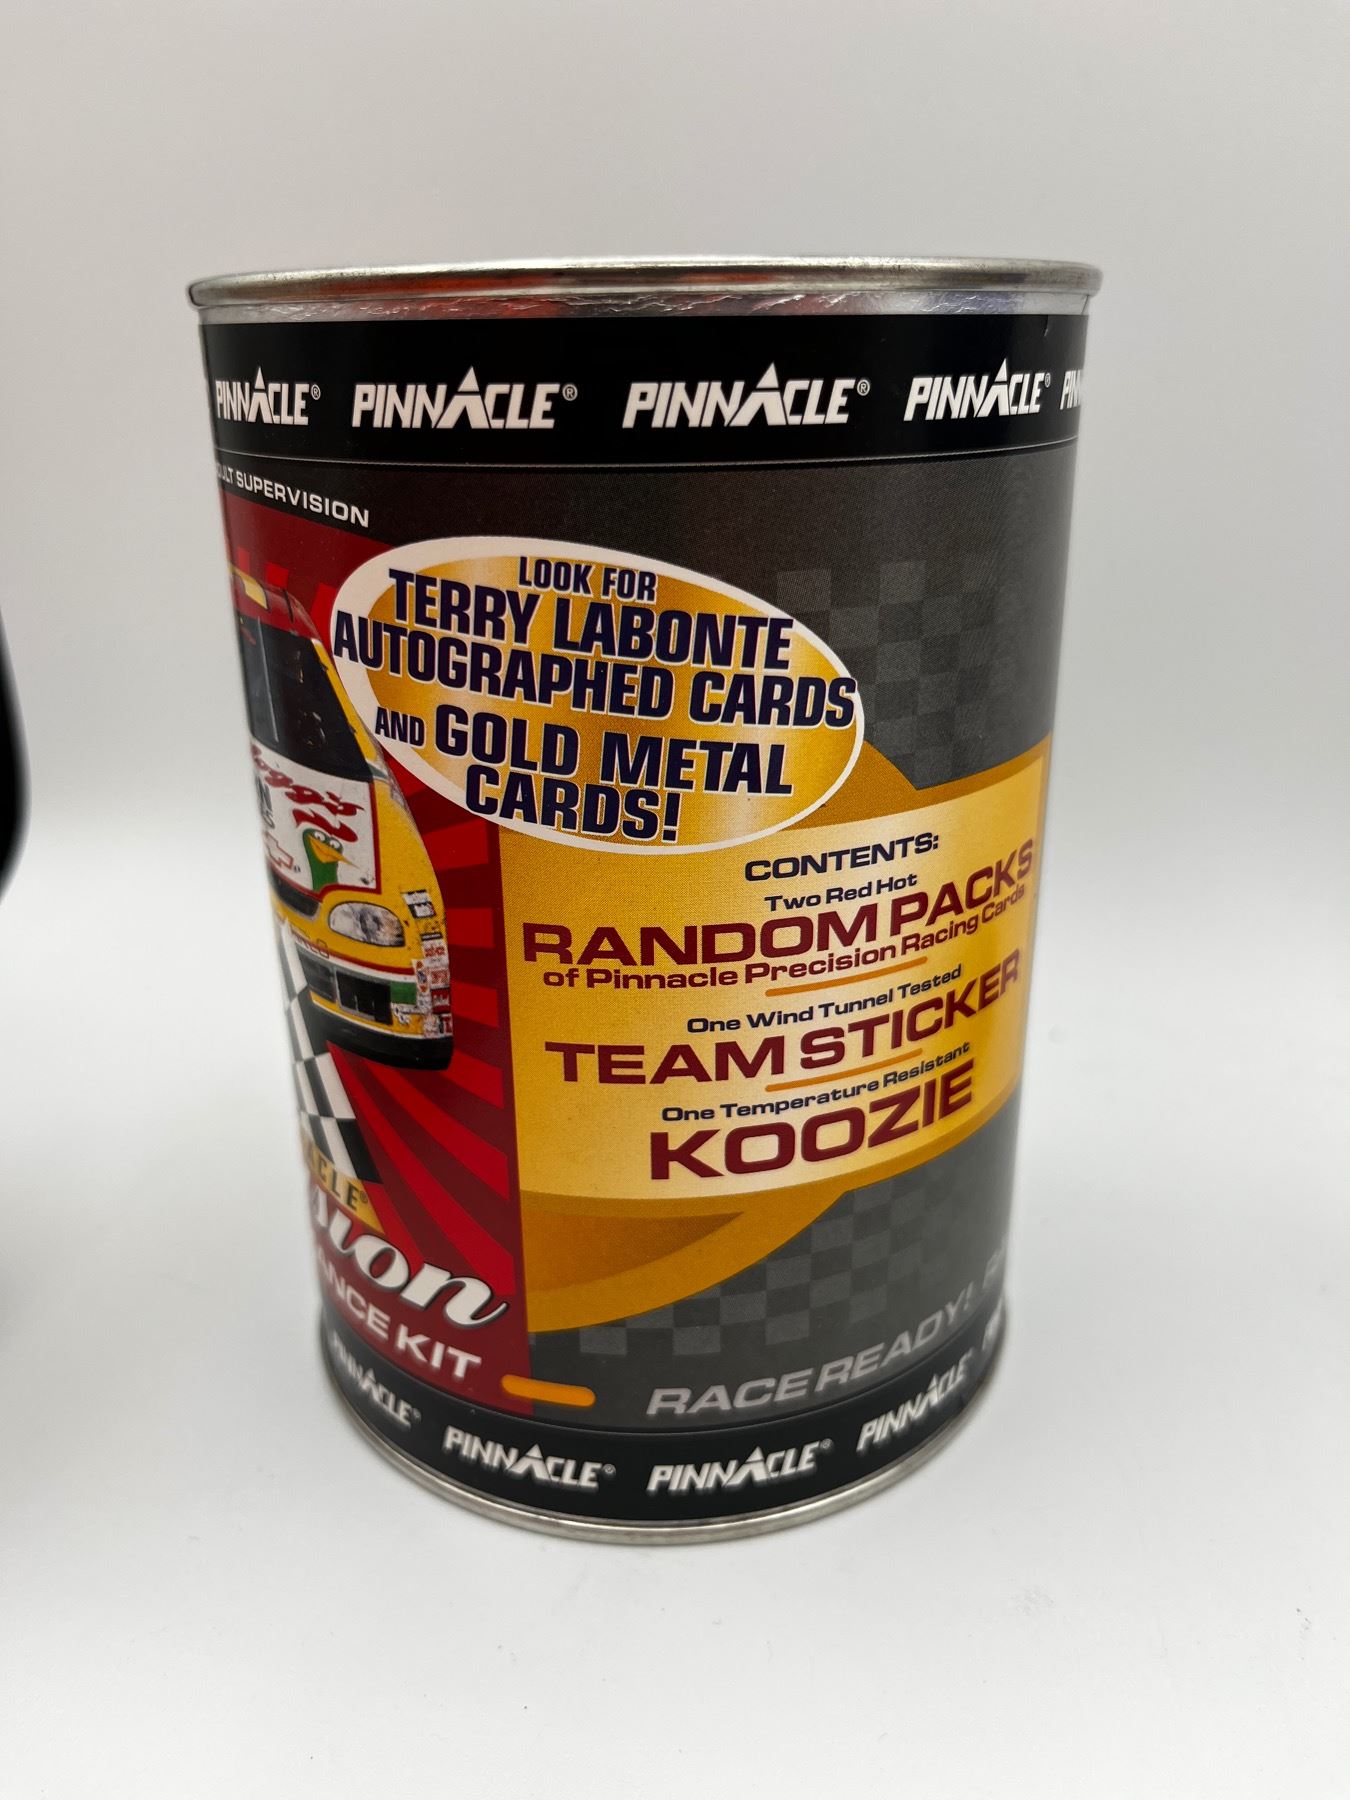 PINNACLE® PINNACLE® PINNACLE® PINNACLE®
SUPERVISION
LOOK FOR
TERRY LABONTE
AUTOGRAPHED CARDS
AND GOLD METAL
CARDS!
CONTENTS:
Two Red Hot
RANDOM PACKS
of Pinnacle Precision Racing Cards
One Wind Tunnel Tested
TEAM STICKER
One Temperature Resistant
KOOZIE
KIT
RACE READY!
PINNACLE® PINNACLE® PINNACLE® PINNACLE®